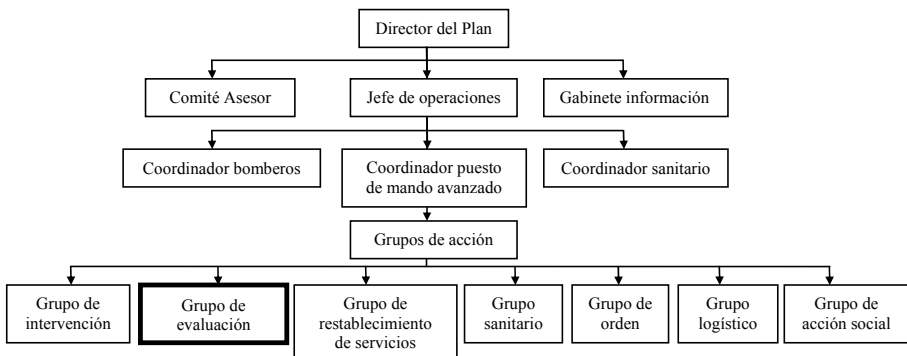 Director del Plan
Comité Asesor
Jefe de operaciones
Gabinete información
Coordinador bomberos
Coordinador puesto
de mando avanzado
Coordinador sanitario
Grupos de acción
Grupo de
intervención
Grupo de
evaluación
Grupo de
restablecimiento
de servicios
Grupo
sanitario
Grupo de
orden
Grupo
logístico
Grupo de
acción social